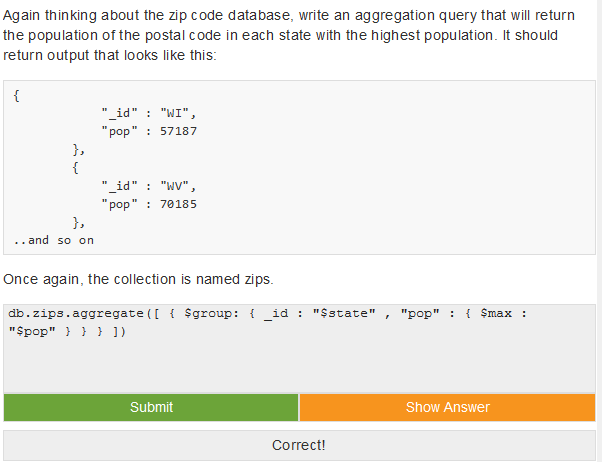 Again thinking about the zip code database, write an aggregation query that will return
the population of the postal code in each state with the highest population. It should
return output that looks like this:
{
"_id" : "WI",
"pop" : 57187
},
{
"_id" : "WV",
"pop" : 70185
},
..and so on
Once again, the collection is named zips.
db.zips.aggregate([ { $group: { _id : "$state" , "pop" : { $max :
"$pop" } } } ])
Submit
Show Answer
Correct!